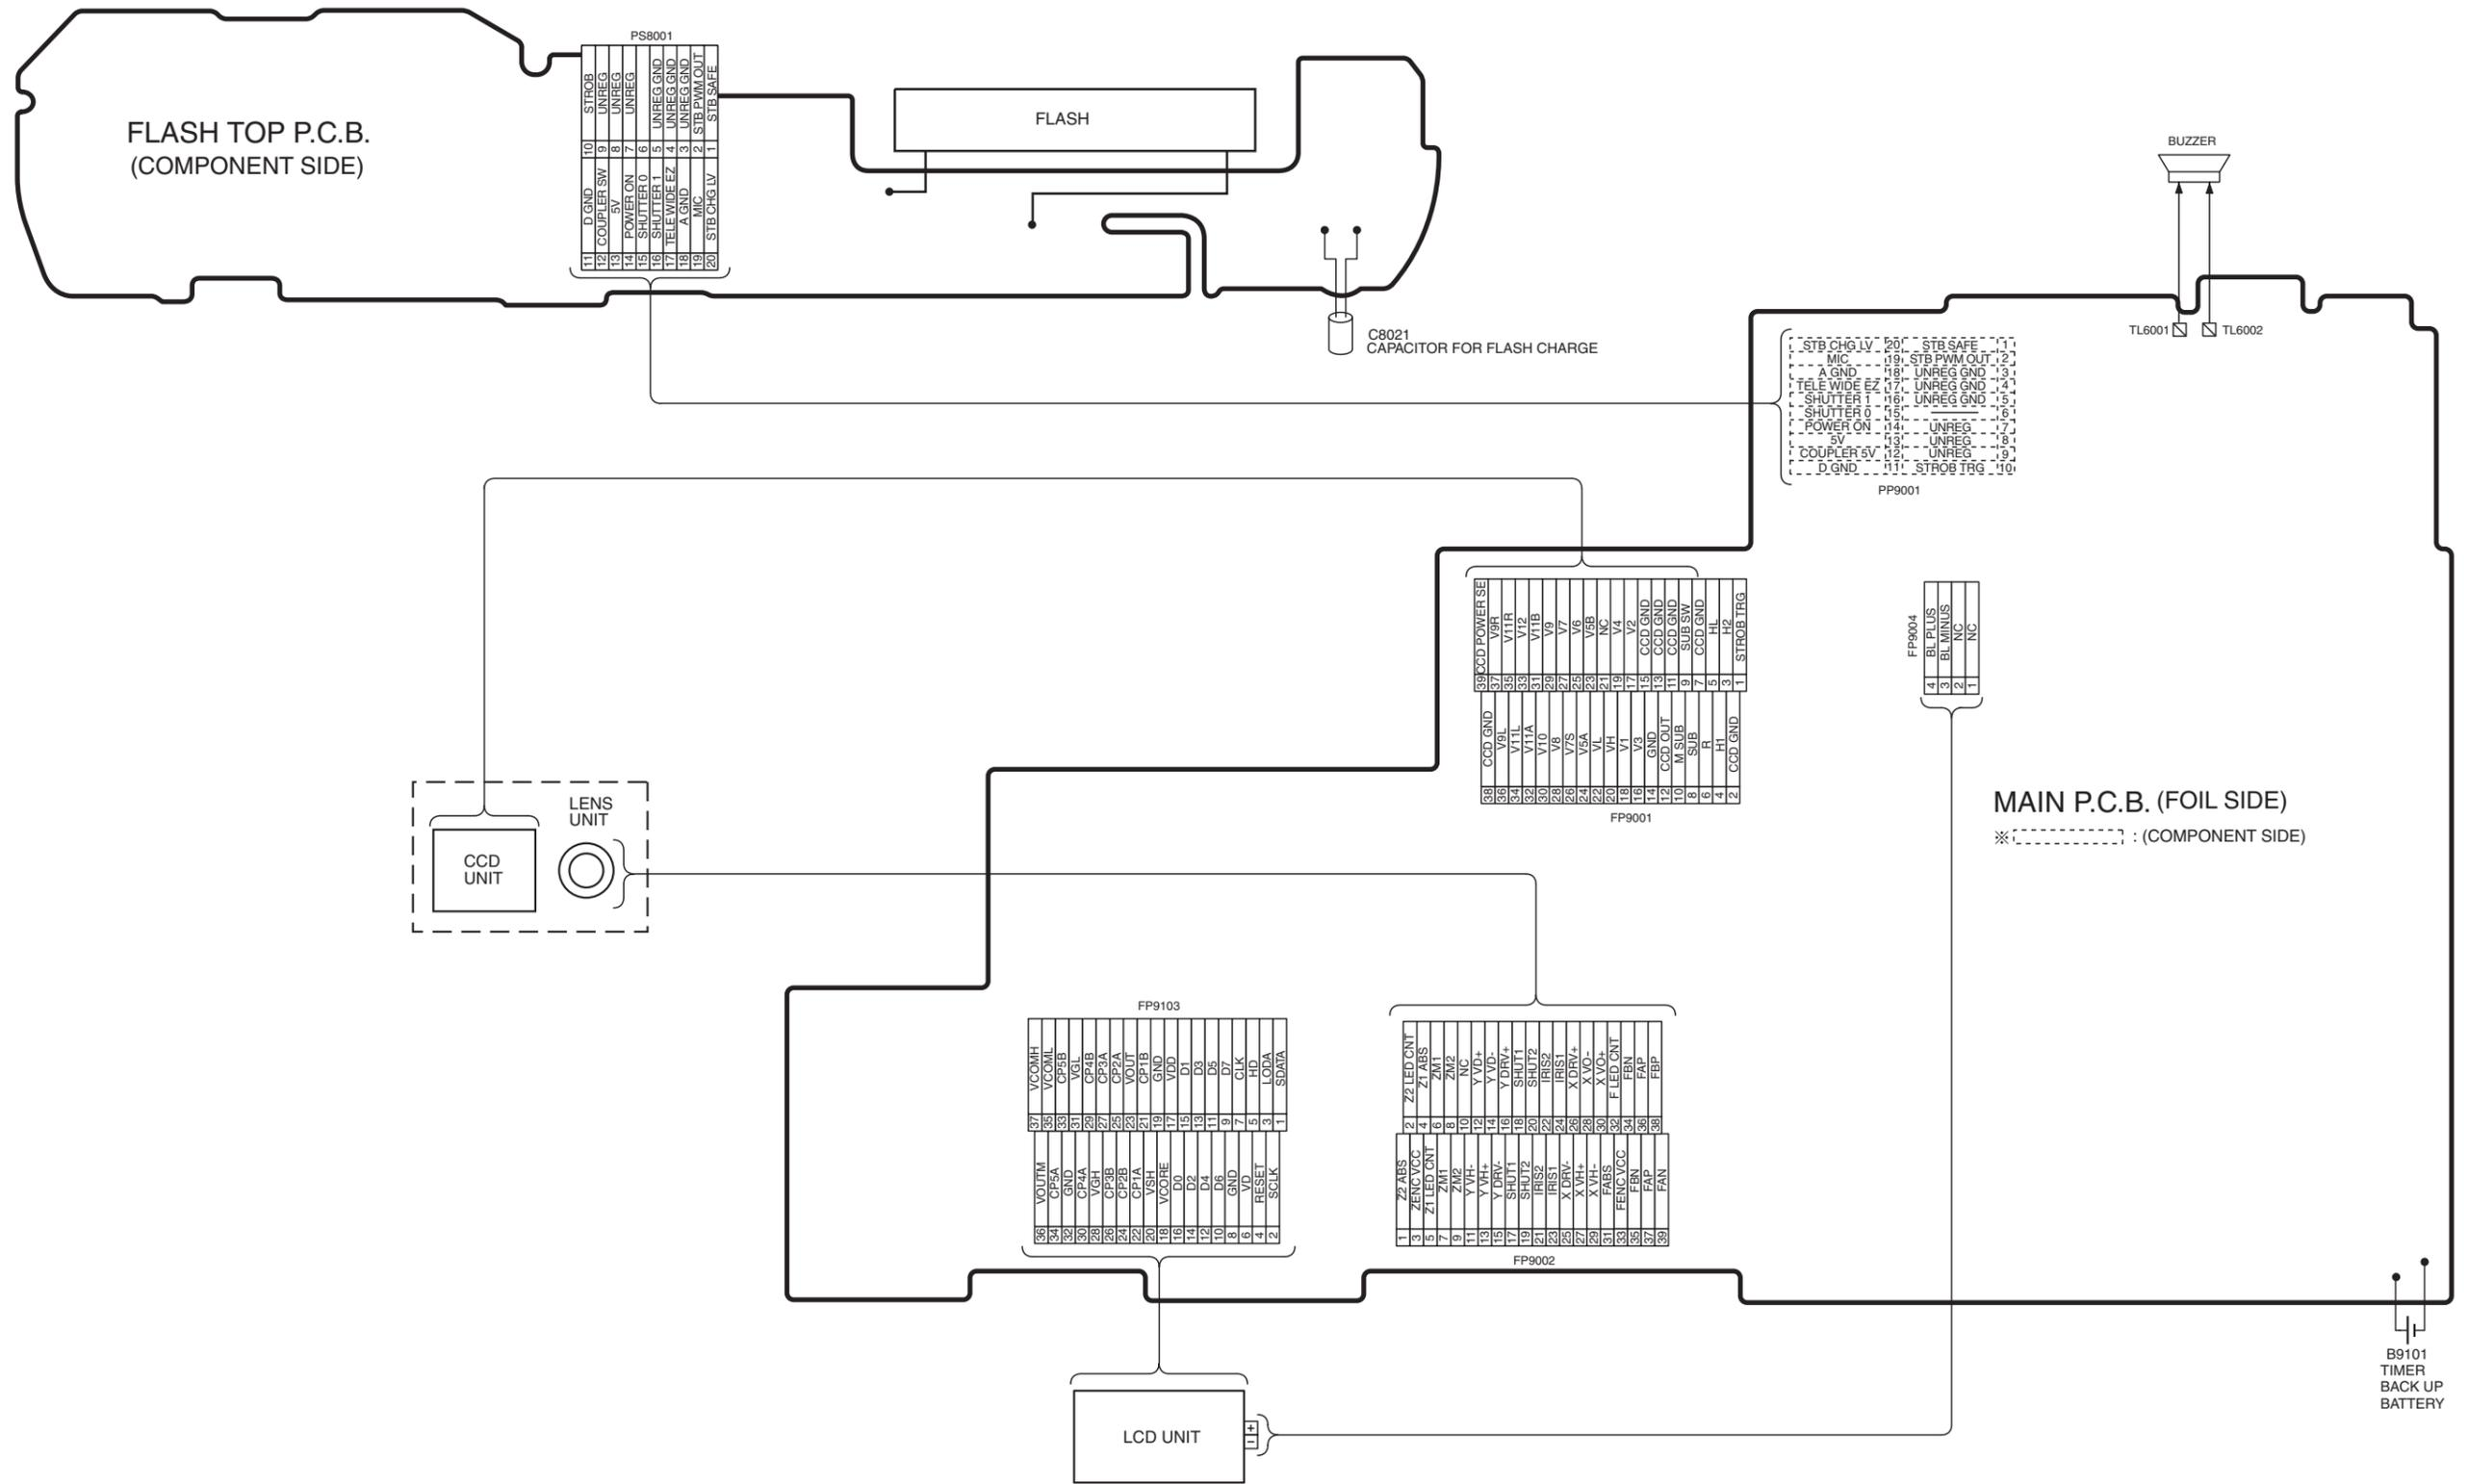 PS8001
10 STROB
9 UNREG
8 UNREG
7 UNREG
6
5 UNREG GND
4 UNREG GND
3 UNREG GND
2 STB PWM OUT
1 STB SAFE
11 D GND
12 COUPLER SW
13 5V
14 POWER ON
15 SHUTTER 0
16 SHUTTER 1
17 TELE WIDE EZ
18 A GND
19 MIC
20 STB CHG LV
FLASH TOP P.C.B.
(COMPONENT SIDE)
FLASH
C8021
CAPACITOR FOR FLASH CHARGE
BUZZER
TL6001
TL6002
STB CHG LV 20 STB SAFE 1
MIC 19 STB PWM OUT 2
A GND 18 UNREG GND 3
TELE WIDE EZ 17 UNREG GND 4
SHUTTER 1 16 UNREG GND 5
SHUTTER 0 15 ——— 6
POWER ON 14 UNREG 7
5V 13 UNREG 8
COUPLER 5V 12 UNREG 9
D GND 11 STROB TRG 10
PP9001
39 CCD POWER SE
37 V9R
35 V11R
33 V12
31 V11B
29 V9
27 V7
25 V6
23 V5B
21 NC
19 V4
17 V2
15 CCD GND
13 CCD GND
11 CCD GND
9 SUB SW
7 CCD GND
5 HL
3 H2
1 STROB TRG
38 CCD GND
36 V9L
34 V11L
32 V11A
30 V10
28 V8
26 V7S
24 V5A
22 VL
20 VH
18 V1
16 V3
14 GND
12 CCD OUT
10 M SUB
8 SUB
6 R
4 H1
2 CCD GND
FP9001
FP9004
4 BL PLUS
3 BL MINUS
2 NC
1 NC
MAIN P.C.B. (FOIL SIDE)
※ : (COMPONENT SIDE)
LENS
UNIT
CCD
UNIT
FP9103
37 VCOMH
35 VCOML
33 CP5B
31 VGL
29 CP4B
27 CP3A
25 CP2A
23 VOUT
21 CP1B
19 GND
17 VDD
15 D1
13 D3
11 D5
9 D7
7 CLK
5 HD
3 LODA
1 SDATA
36 VOUTM
34 CP5A
32 GND
30 CP4A
28 VGH
26 CP3B
24 CP2B
22 CP1A
20 VSH
18 VCORE
16 D0
14 D2
12 D4
10 D6
8 GND
6 VD
4 RESET
2 SCLK
2 Z2 LED CNT
4 Z1 ABS
6 ZM1
8 ZM2
10 NC
12 Y VD+
14 Y VD-
16 Y DRV+
18 SHUT1
20 SHUT2
22 IRIS2
24 IRIS1
26 X DRV+
28 X VO-
30 X VO+
32 F LED CNT
34 FBN
36 FAP
38 FBP
1 Z2 ABS
3 ZENC VCC
5 Z1 LED CNT
7 ZM1
9 ZM2
11 Y VH-
13 Y VH+
15 Y DRV-
17 SHUT1
19 SHUT2
21 IRIS2
23 IRIS1
25 X DRV-
27 X VH+
29 X VH-
31 FABS
33 FENC VCC
35 FBN
37 FAP
39 FAN
FP9002
LCD UNIT
+
−
B9101
TIMER
BACK UP
BATTERY